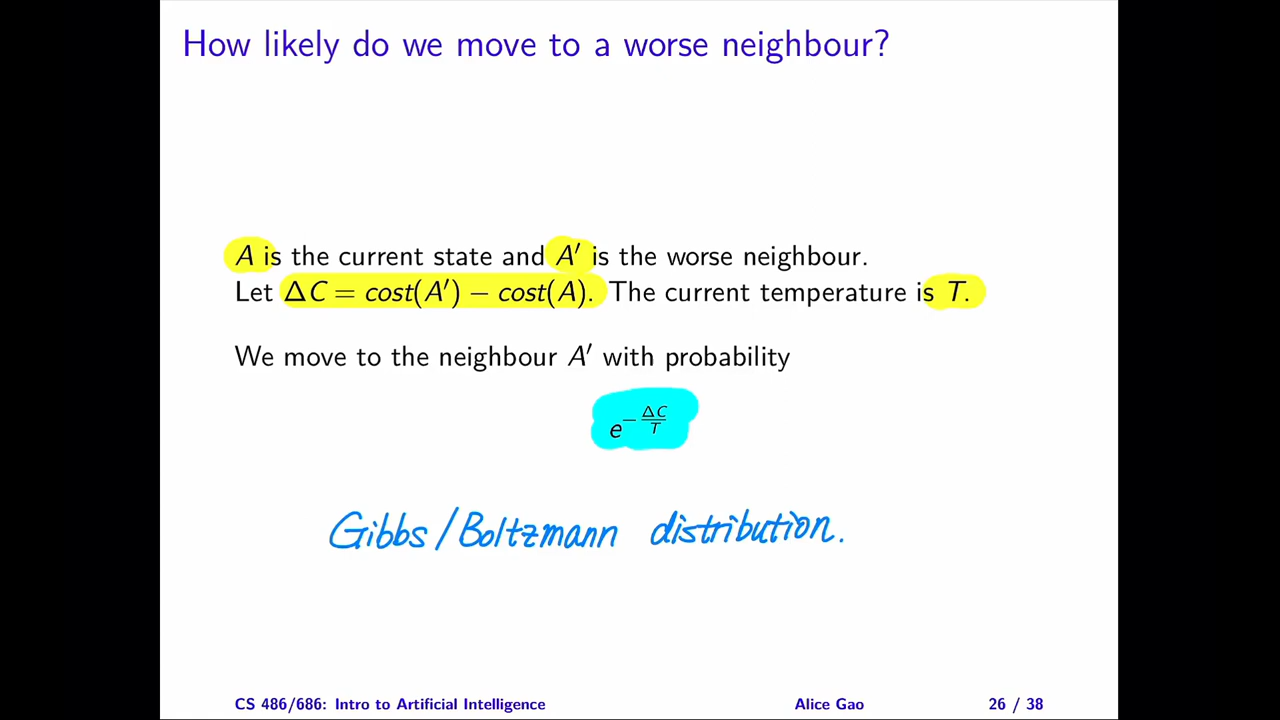 How likely do we move to a worse neighbour?
A is the current state and A′ is the worse neighbour.
Let ΔC = cost(A′) − cost(A). The current temperature is T.
We move to the neighbour A′ with probability
e^{−ΔC/T}
Gibbs/Boltzmann distribution.
CS 486/686: Intro to Artificial Intelligence Alice Gao 26 / 38